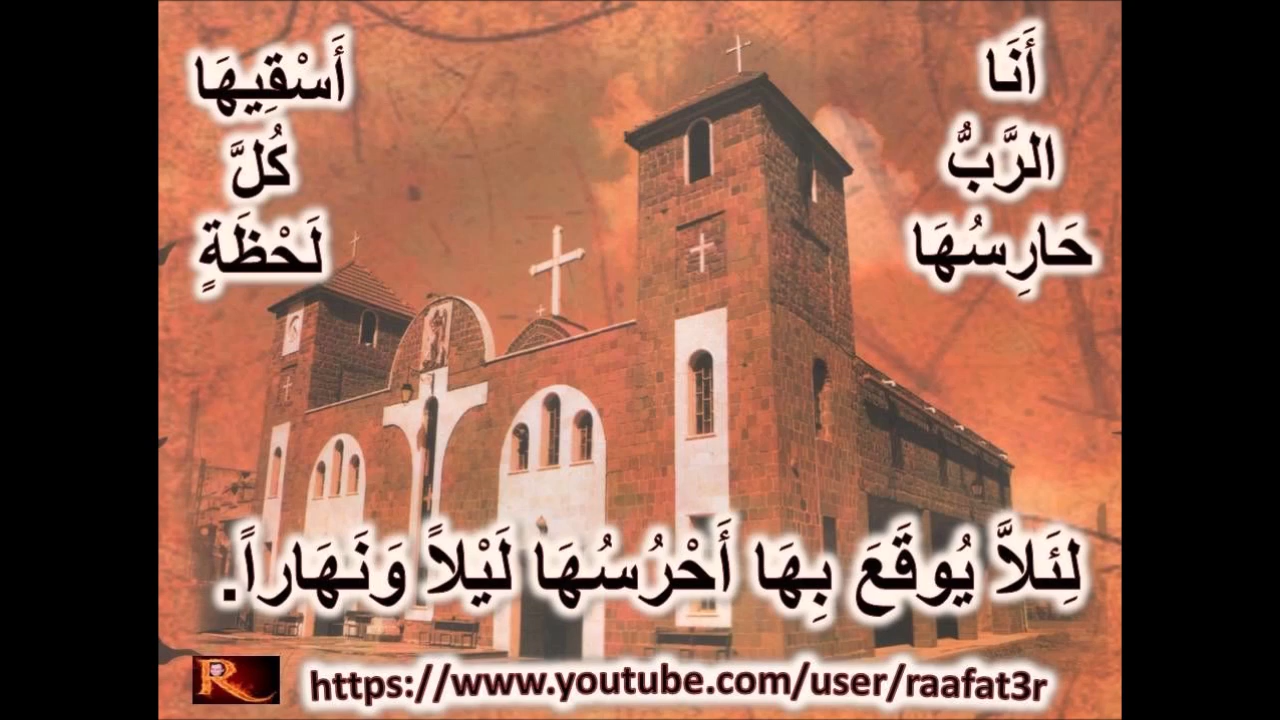 أَنَا
الرَّبُّ
حَارِسُهَا
أَسْقِيهَا
كُلَّ
لَحْظَةٍ
لِئَلاَّ يُوقَعَ بِهَا أَحْرُسُهَا لَيْلاً وَنَهَاراً.
R
https://www.youtube.com/user/raafat3r